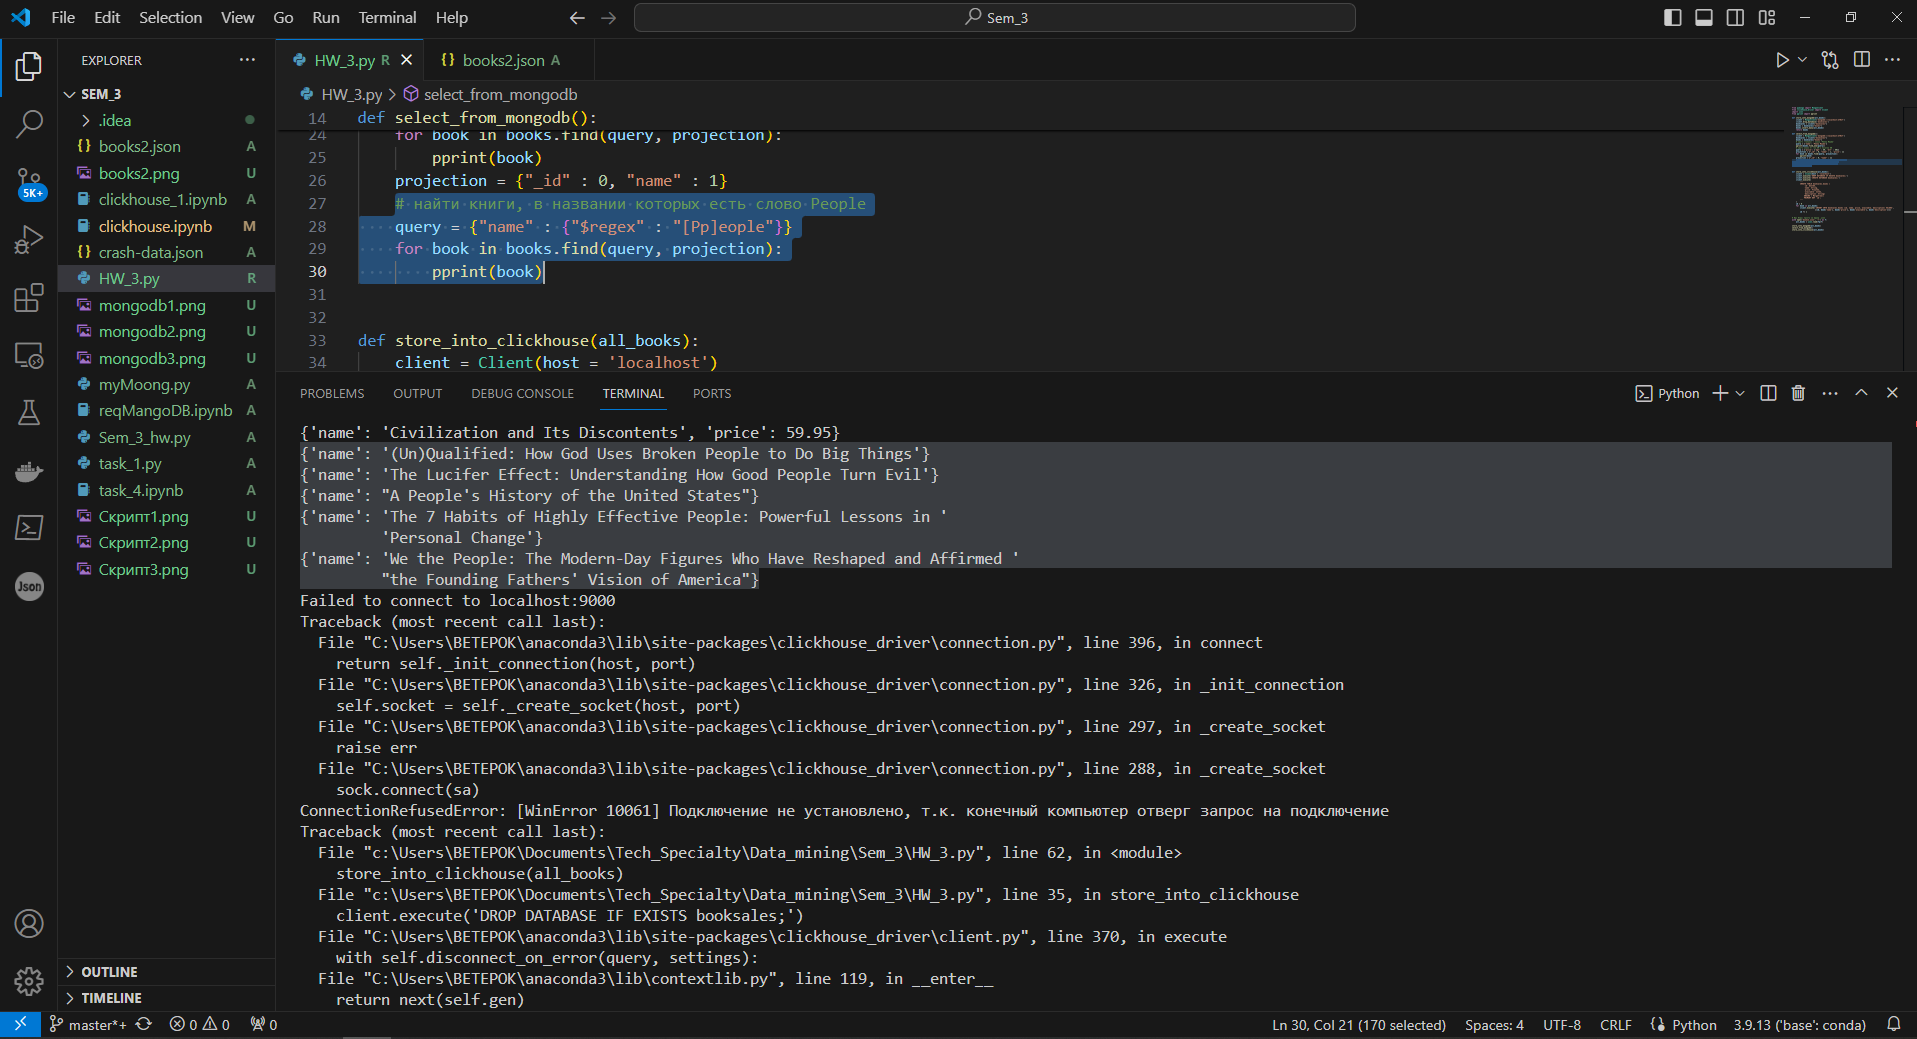 File Edit Selection View Go Run Terminal Help
Sem_3
EXPLORER
SEM_3
.idea
books2.json A
books2.png U
clickhouse_1.ipynb A
clickhouse.ipynb M
crash-data.json A
HW_3.py R
mongodb1.png U
mongodb2.png U
mongodb3.png U
myMoong.py A
reqMangoDB.ipynb A
Sem_3_hw.py A
task_1.py A
task_4.ipynb A
Скрипт1.png U
Скрипт2.png U
Скрипт3.png U
OUTLINE
TIMELINE
5K+
Json
HW_3.py R
books2.json A
HW_3.py > select_from_mongodb
14 def select_from_mongodb():
24 for book in books.find(query, projection):
25 pprint(book)
26 projection = {"_id" : 0, "name" : 1}
27 # найти книги, в названии которых есть слово People
28 query = {"name" : {"$regex" : "[Pp]eople"}}
29 for book in books.find(query, projection):
30 pprint(book)
31
32
33 def store_into_clickhouse(all_books):
34 client = Client(host = 'localhost')
PROBLEMS OUTPUT DEBUG CONSOLE TERMINAL PORTS
Python
{'name': 'Civilization and Its Discontents', 'price': 59.95}
{'name': '(Un)Qualified: How God Uses Broken People to Do Big Things'}
{'name': 'The Lucifer Effect: Understanding How Good People Turn Evil'}
{'name': "A People's History of the United States"}
{'name': 'The 7 Habits of Highly Effective People: Powerful Lessons in '
'Personal Change'}
{'name': 'We the People: The Modern-Day Figures Who Have Reshaped and Affirmed '
"the Founding Fathers' Vision of America"}
Failed to connect to localhost:9000
Traceback (most recent call last):
File "C:\Users\ВЕТЕРОК\anaconda3\lib\site-packages\clickhouse_driver\connection.py", line 396, in connect
return self._init_connection(host, port)
File "C:\Users\ВЕТЕРОК\anaconda3\lib\site-packages\clickhouse_driver\connection.py", line 326, in _init_connection
self.socket = self._create_socket(host, port)
File "C:\Users\ВЕТЕРОК\anaconda3\lib\site-packages\clickhouse_driver\connection.py", line 297, in _create_socket
raise err
File "C:\Users\ВЕТЕРОК\anaconda3\lib\site-packages\clickhouse_driver\connection.py", line 288, in _create_socket
sock.connect(sa)
ConnectionRefusedError: [WinError 10061] Подключение не установлено, т.к. конечный компьютер отверг запрос на подключение
Traceback (most recent call last):
File "c:\Users\ВЕТЕРОК\Documents\Tech_Specialty\Data_mining\Sem_3\HW_3.py", line 62, in <module>
store_into_clickhouse(all_books)
File "c:\Users\ВЕТЕРОК\Documents\Tech_Specialty\Data_mining\Sem_3\HW_3.py", line 35, in store_into_clickhouse
client.execute('DROP DATABASE IF EXISTS booksales;')
File "C:\Users\ВЕТЕРОК\anaconda3\lib\site-packages\clickhouse_driver\client.py", line 370, in execute
with self.disconnect_on_error(query, settings):
File "C:\Users\ВЕТЕРОК\anaconda3\lib\contextlib.py", line 119, in __enter__
return next(self.gen)
master*+ 0 0 0 Ln 30, Col 21 (170 selected) Spaces: 4 UTF-8 CRLF Python 3.9.13 ('base': conda)